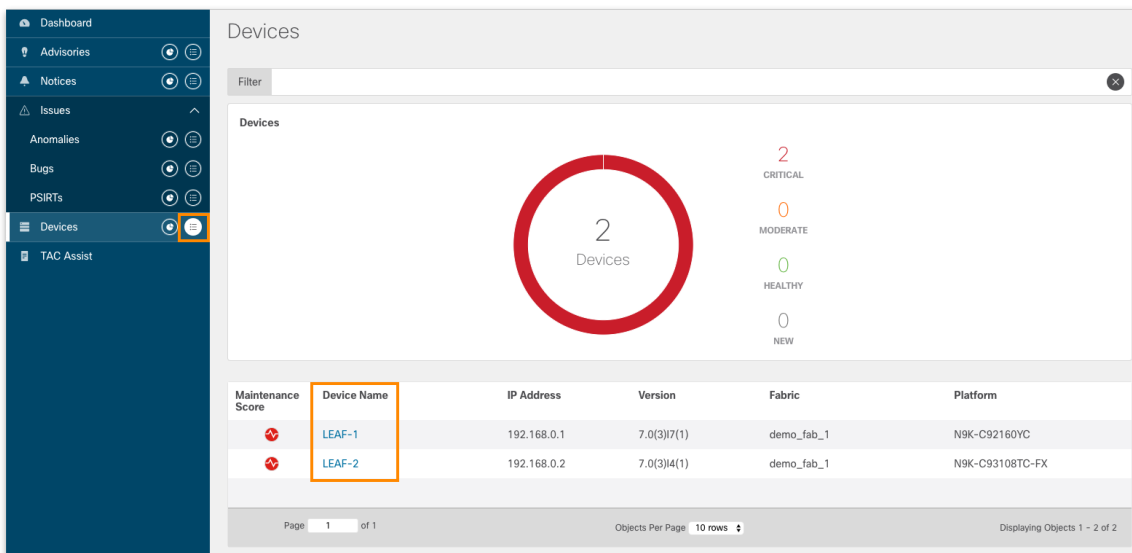 Dashboard
Advisories
Notices
Issues
Anomalies
Bugs
PSIRTs
Devices
TAC Assist
Devices
Filter
Devices
2
Devices
2
CRITICAL
0
MODERATE
0
HEALTHY
0
NEW
Maintenance Score Device Name IP Address Version Fabric Platform
LEAF-1 192.168.0.1 7.0(3)I7(1) demo_fab_1 N9K-C92160YC
LEAF-2 192.168.0.2 7.0(3)I4(1) demo_fab_1 N9K-C93108TC-FX
Page 1 of 1 Objects Per Page 10 rows Displaying Objects 1 - 2 of 2